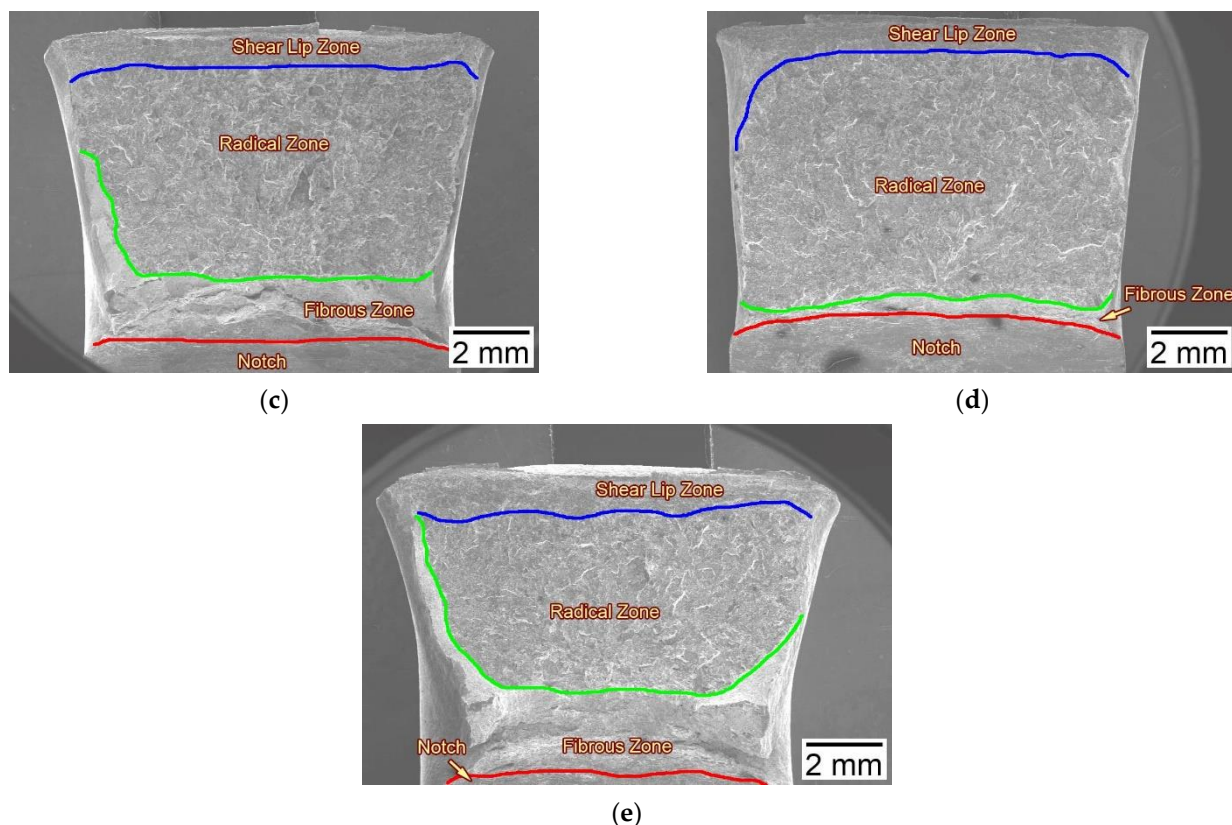 Shear Lip Zone
Radical Zone
Fibrous Zone
2 mm
Notch
(c)
Shear Lip Zone
Radical Zone
Fibrous Zone
Notch
2 mm
(d)
Shear Lip Zone
Radical Zone
Notch
Fibrous Zone
2 mm
(e)